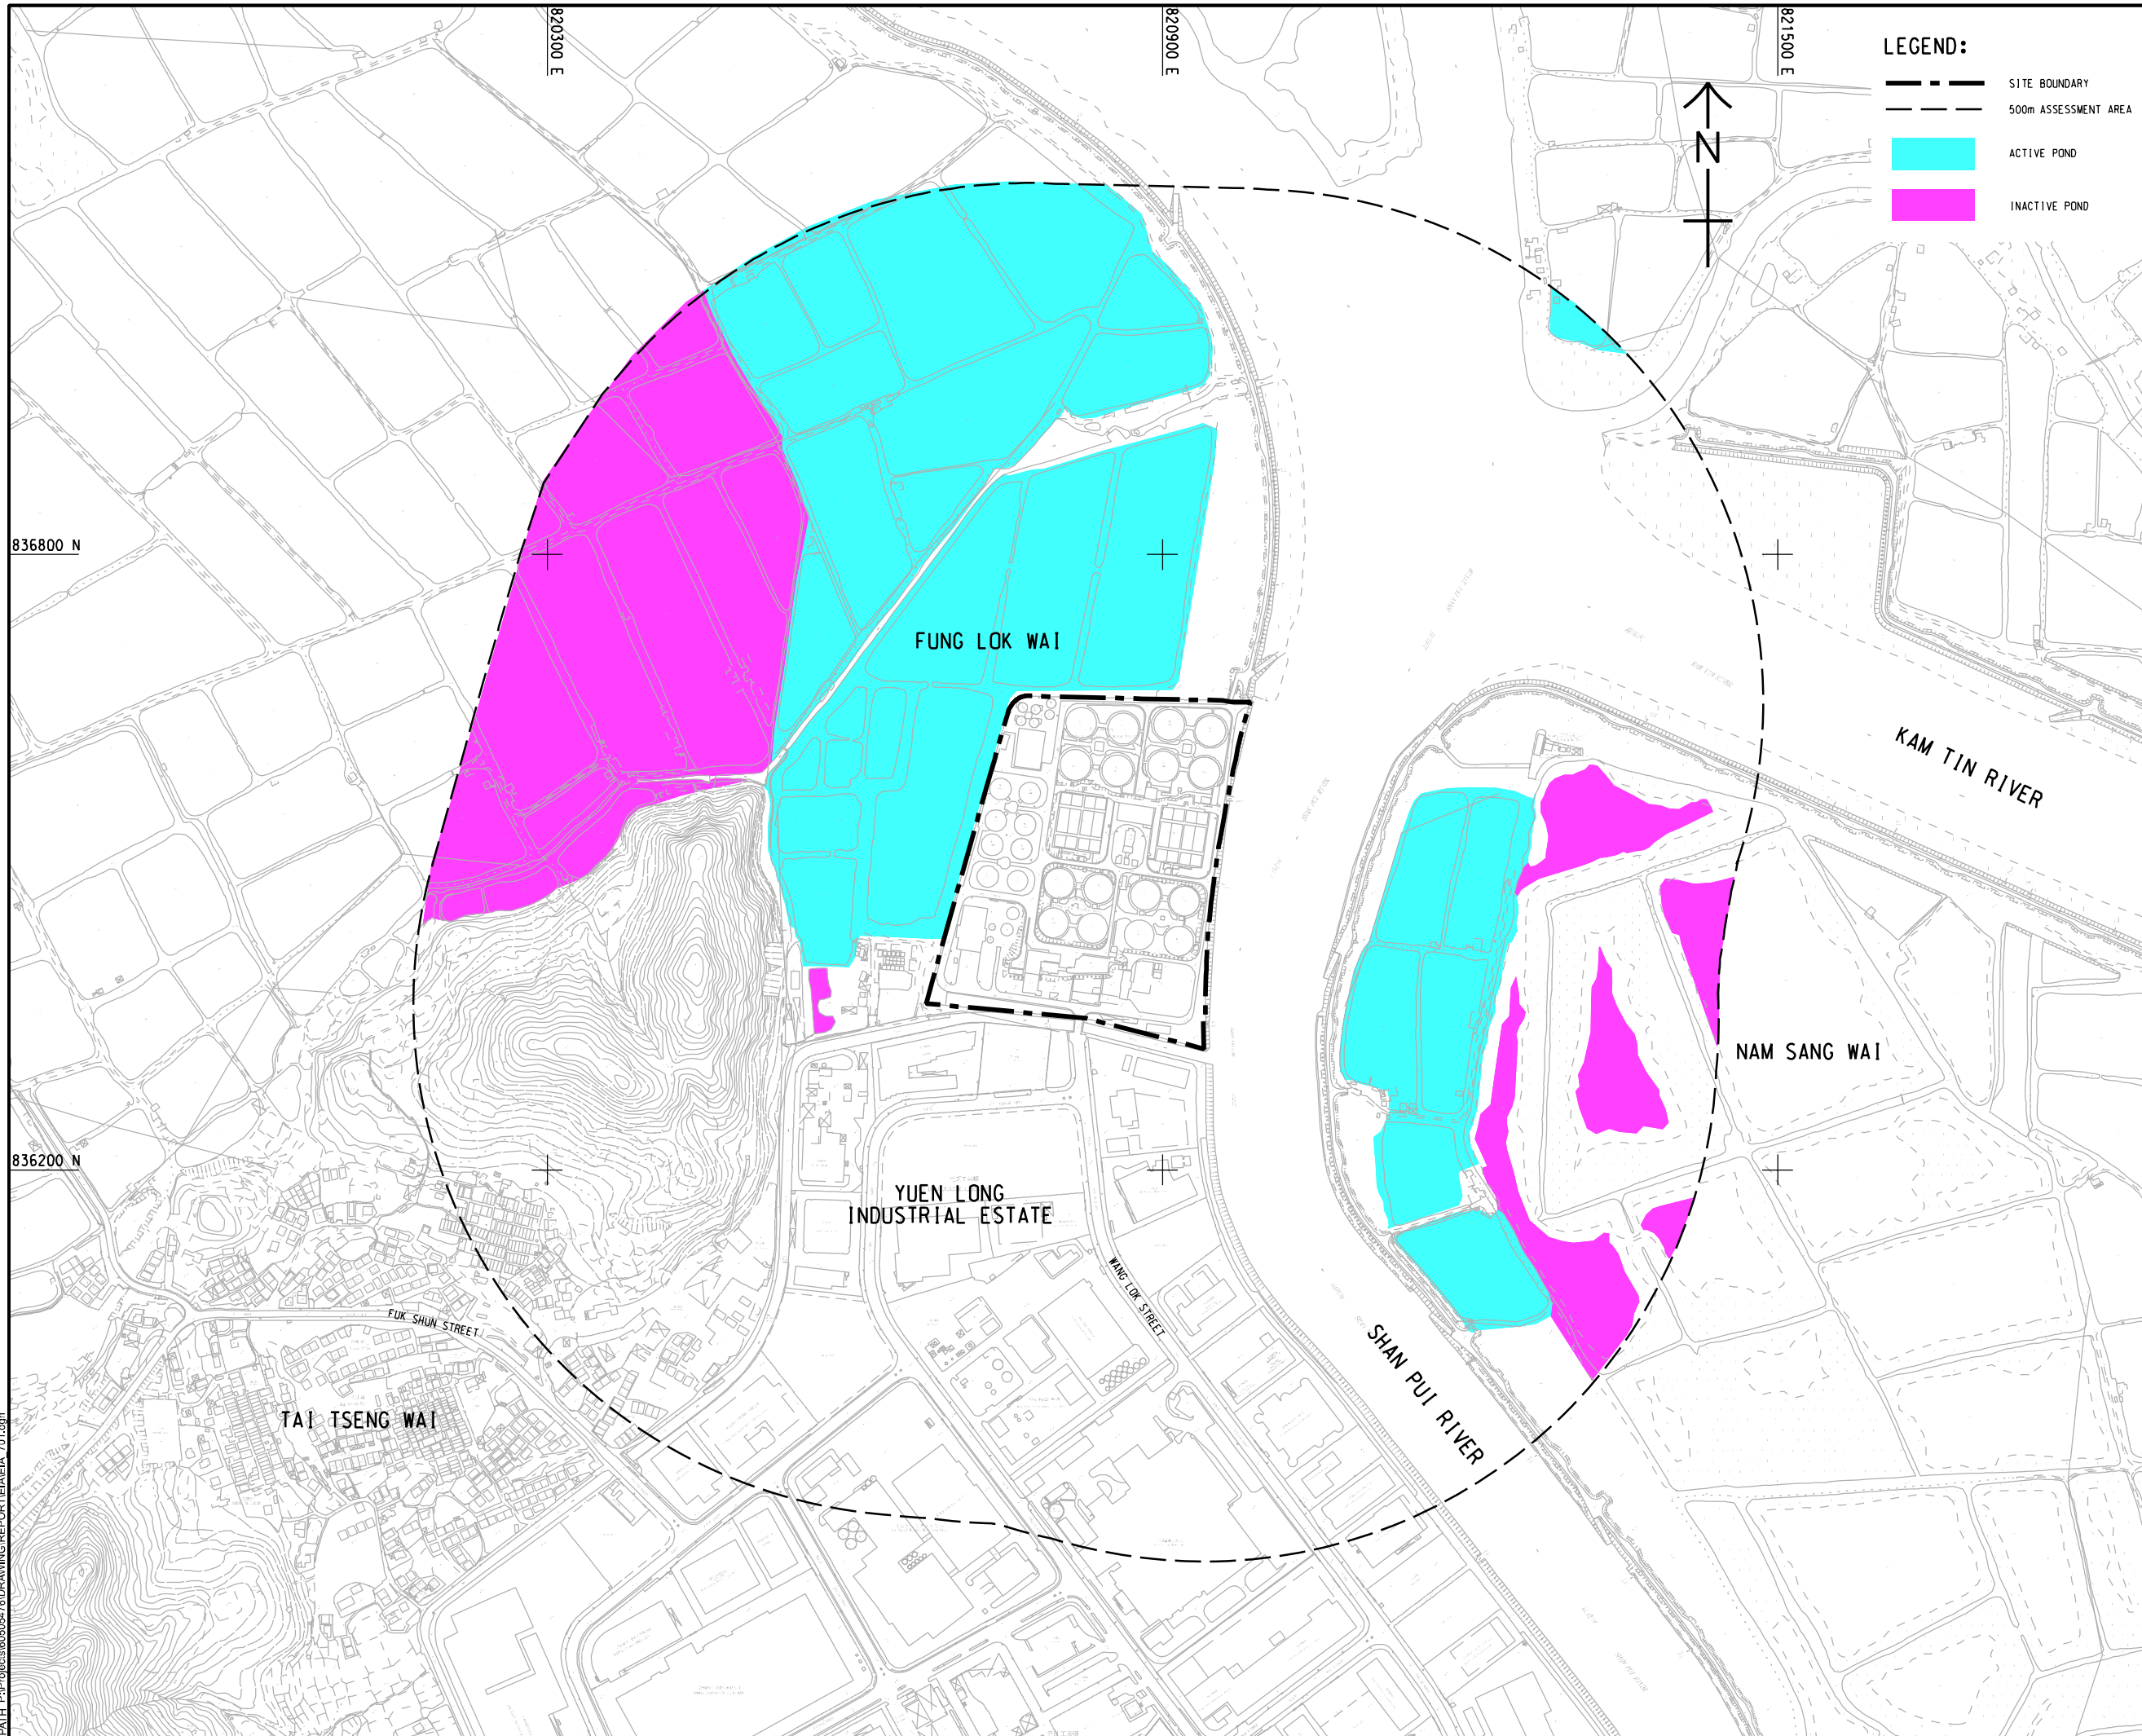 820300 E
820900 E
821500 E
LEGEND:
SITE BOUNDARY
500m ASSESSMENT AREA
ACTIVE POND
INACTIVE POND
N
836800 N
FUNG LOK WAI
KAM TIN RIVER
NAM SANG WAI
836200 N
YUEN LONG
INDUSTRIAL ESTATE
WANG LOK STREET
FUK SHUN STREET
SHAN PUI RIVER
TAI TSENG WAI